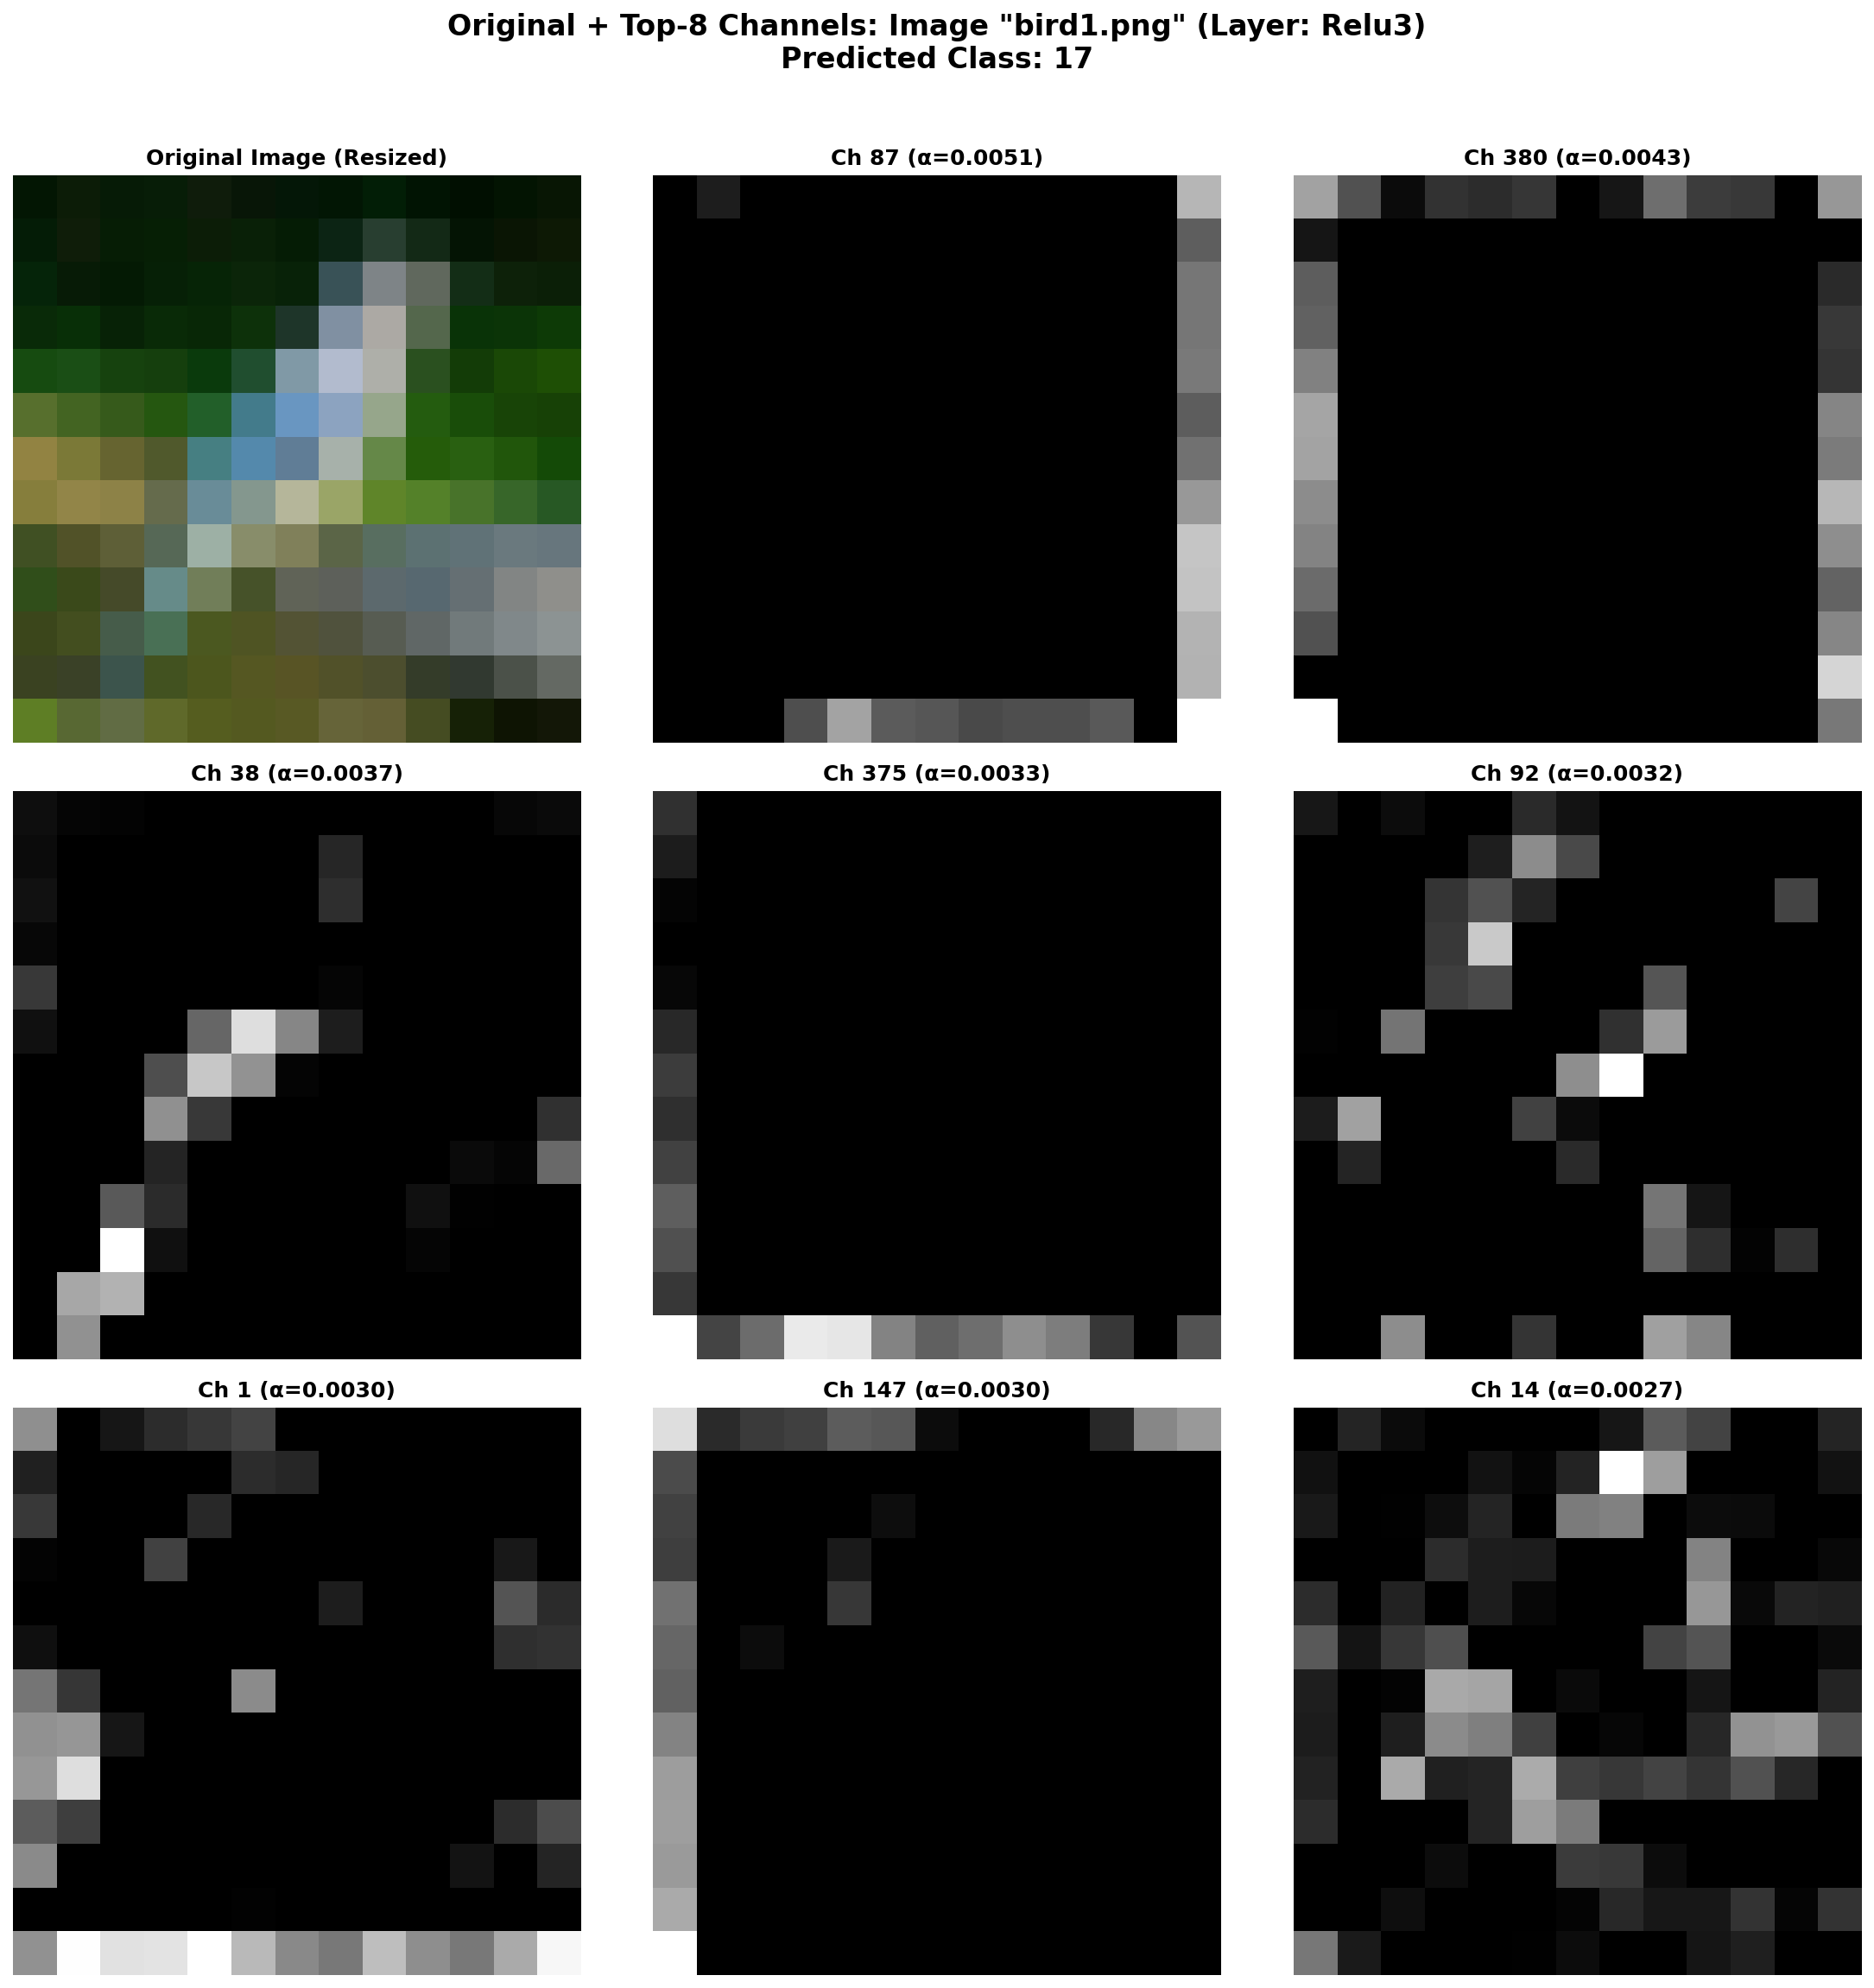 Original + Top-8 Channels: Image "bird1.png" (Layer: Relu3)
Predicted Class: 17
Original Image (Resized)
Ch 87 (α=0.0051)
Ch 380 (α=0.0043)
Ch 38 (α=0.0037)
Ch 375 (α=0.0033)
Ch 92 (α=0.0032)
Ch 1 (α=0.0030)
Ch 147 (α=0.0030)
Ch 14 (α=0.0027)